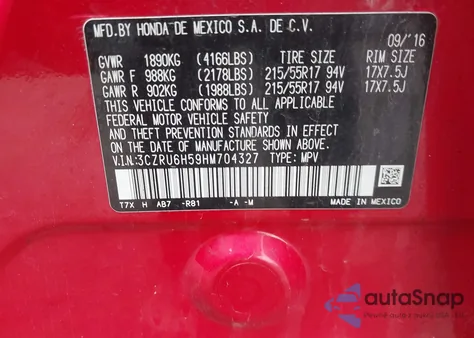 MFD.BY HONDA DE MEXICO S.A. DE C.V.
09/'16
GVWR 1890KG (4166LBS) TIRE SIZE RIM SIZE
GAWR F 988KG (2178LBS) 215/55R17 94V 17X7.5J
GAWR R 902KG (1988LBS) 215/55R17 94V 17X7.5J
THIS VEHICLE CONFORMS TO ALL APPLICABLE
FEDERAL MOTOR VEHICLE SAFETY
AND THEFT PREVENTION STANDARDS IN EFFECT
ON THE DATE OF MANUFACTURE SHOWN ABOVE.
V.IN:3CZRU6H59HM704327 TYPE: MPV
T7X H AB7 -R81 -A -M
MADE IN MEXICO
autoSnap